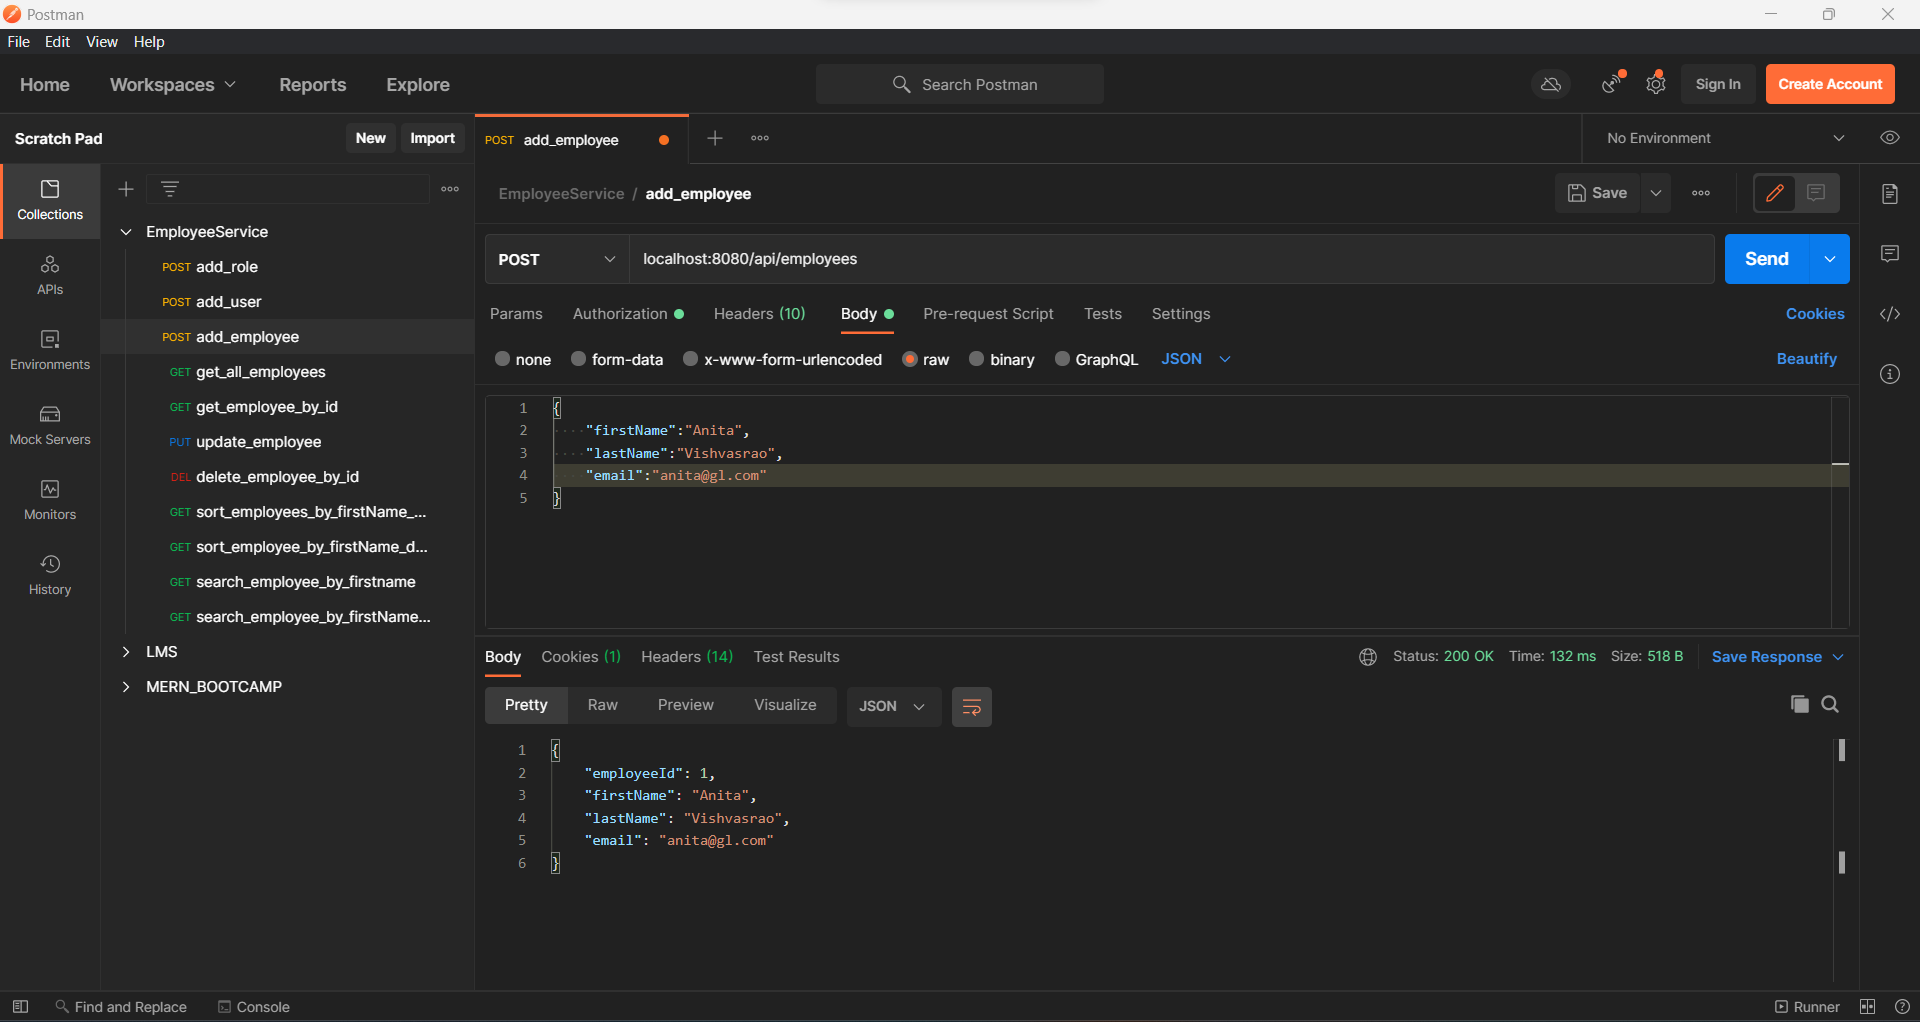 Postman
File Edit View Help
Home Workspaces Reports Explore Search Postman Sign In Create Account
Scratch Pad New Import
POST add_employee
No Environment
Collections
APIs
Environments
Mock Servers
Monitors
History
EmployeeService
POST add_role
POST add_user
POST add_employee
GET get_all_employees
GET get_employee_by_id
PUT update_employee
DEL delete_employee_by_id
GET sort_employees_by_firstName_...
GET sort_employee_by_firstName_d...
GET search_employee_by_firstname
GET search_employee_by_firstName...
LMS
MERN_BOOTCAMP
EmployeeService / add_employee
Save
POST localhost:8080/api/employees Send
Params Authorization Headers (10) Body Pre-request Script Tests Settings Cookies
none form-data x-www-form-urlencoded raw binary GraphQL JSON Beautify
1 {
2 "firstName":"Anita",
3 "lastName":"Vishvasrao",
4 "email":"anita@gl.com"
5 }
Body Cookies (1) Headers (14) Test Results Status: 200 OK Time: 132 ms Size: 518 B Save Response
Pretty Raw Preview Visualize JSON
1 {
2 "employeeId": 1,
3 "firstName": "Anita",
4 "lastName": "Vishvasrao",
5 "email": "anita@gl.com"
6 }
Find and Replace Console Runner